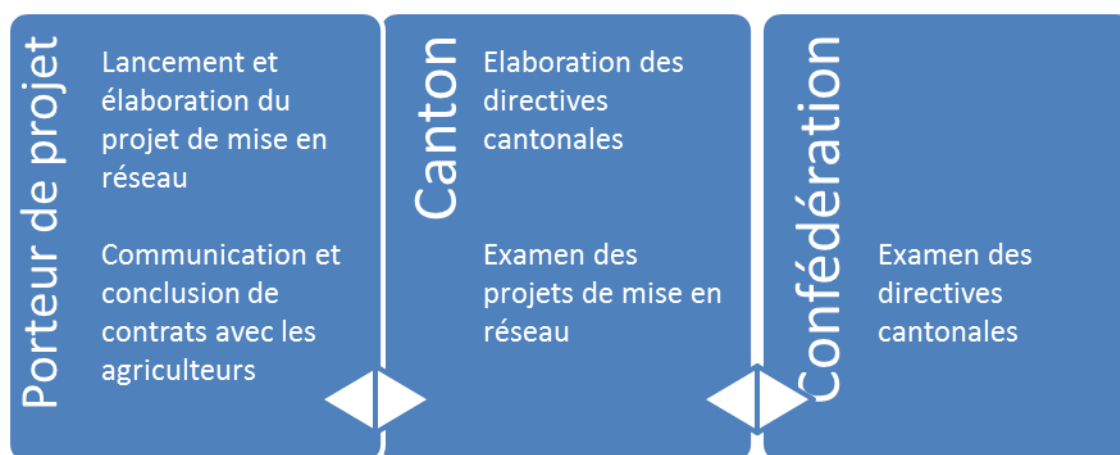 Porteur de projet
Lancement et
élaboration du
projet de mise en
réseau
Communication et
conclusion de
contrats avec les
agriculteurs
Canton
Elaboration des
directives
cantonales
Examen des
projets de mise en
réseau
Confédération
Examen des
directives
cantonales